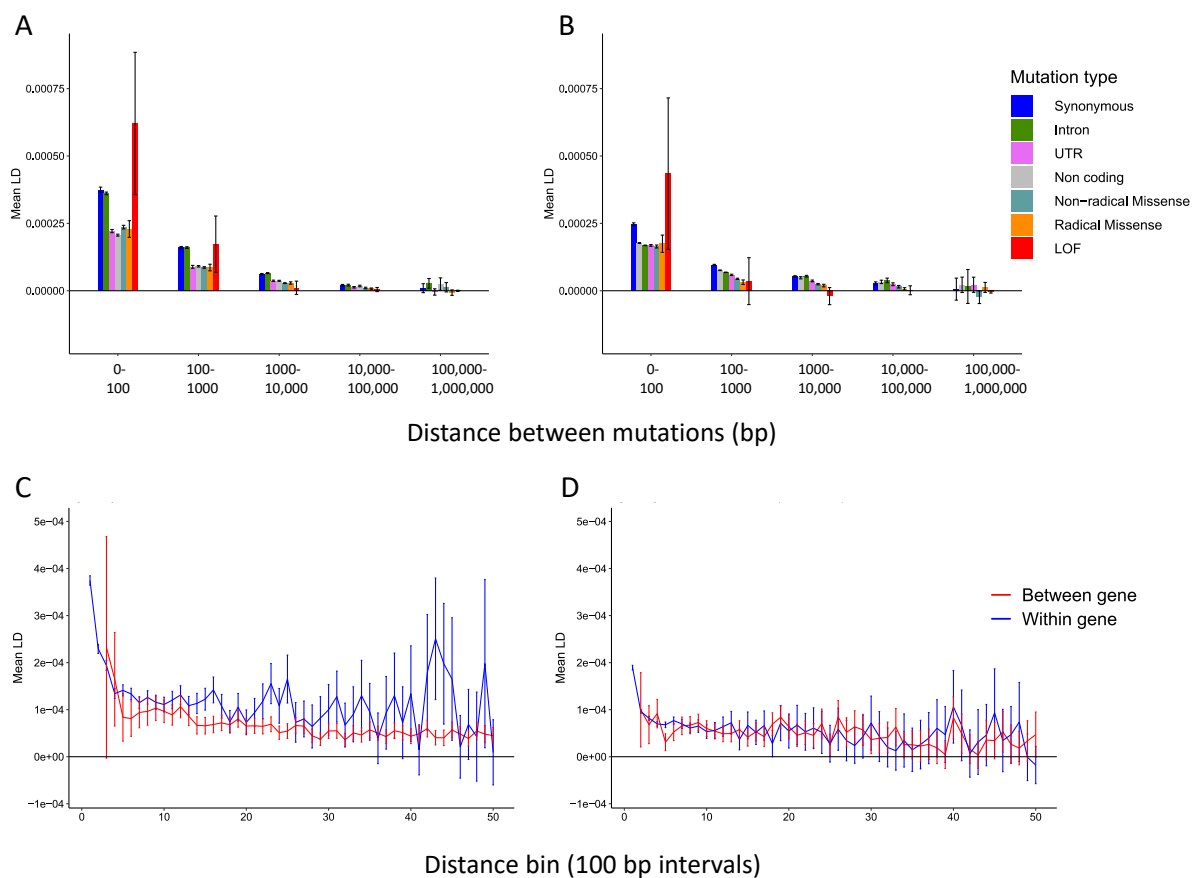 A
B
Mean LD
0.00075
0.00050
0.00025
0.00000
0-
100
100-
1000
1000-
10,000
10,000-
100,000
100,000-
1,000,000
Mean LD
0.00075
0.00050
0.00025
0.00000
0-
100
100-
1000
1000-
10,000
10,000-
100,000
100,000-
1,000,000
Mutation type
Synonymous
Intron
UTR
Non coding
Non-radical Missense
Radical Missense
LOF
Distance between mutations (bp)
C
D
Mean LD
5e-04
4e-04
3e-04
2e-04
1e-04
0e+00
−1e-04
0
10
20
30
40
50
Mean LD
5e-04
4e-04
3e-04
2e-04
1e-04
0e+00
−1e-04
0
10
20
30
40
50
Between gene
Within gene
Distance bin (100 bp intervals)